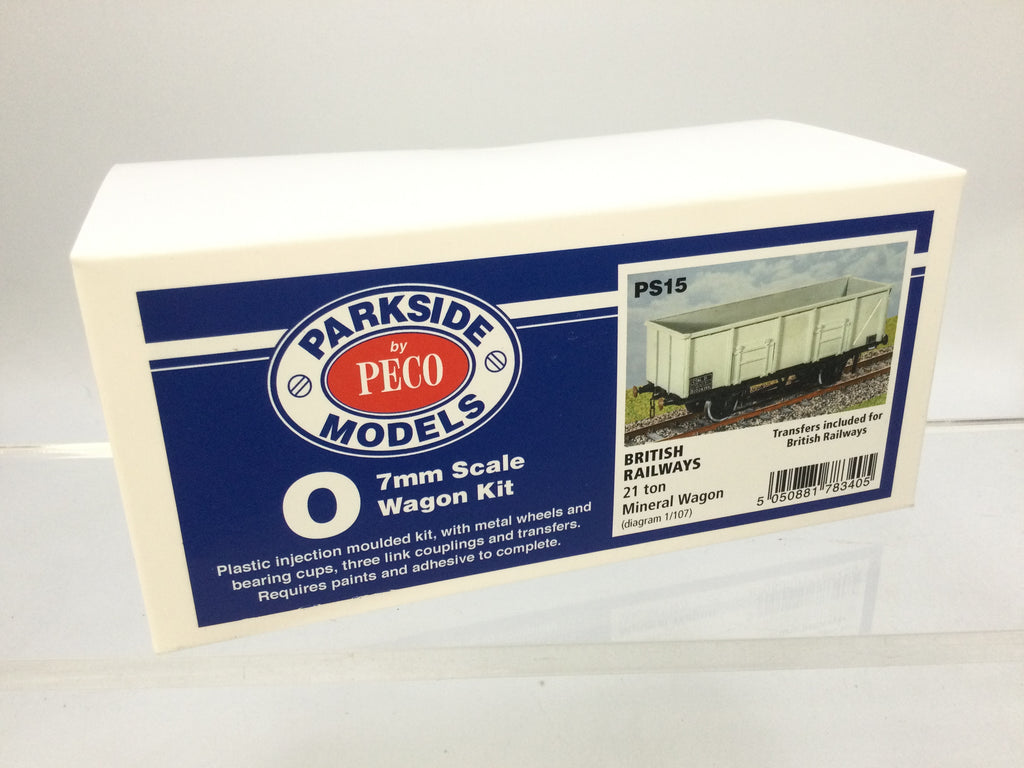 PARKSIDE
by
PECO
MODELS
O
7mm Scale
Wagon Kit
Plastic injection moulded kit, with metal wheels and
bearing cups, three link couplings and transfers.
Requires paints and adhesive to complete.
PS15
Transfers included for
British Railways
BRITISH
RAILWAYS
21 ton
Mineral Wagon
(diagram 1/107)
5 050881 783405